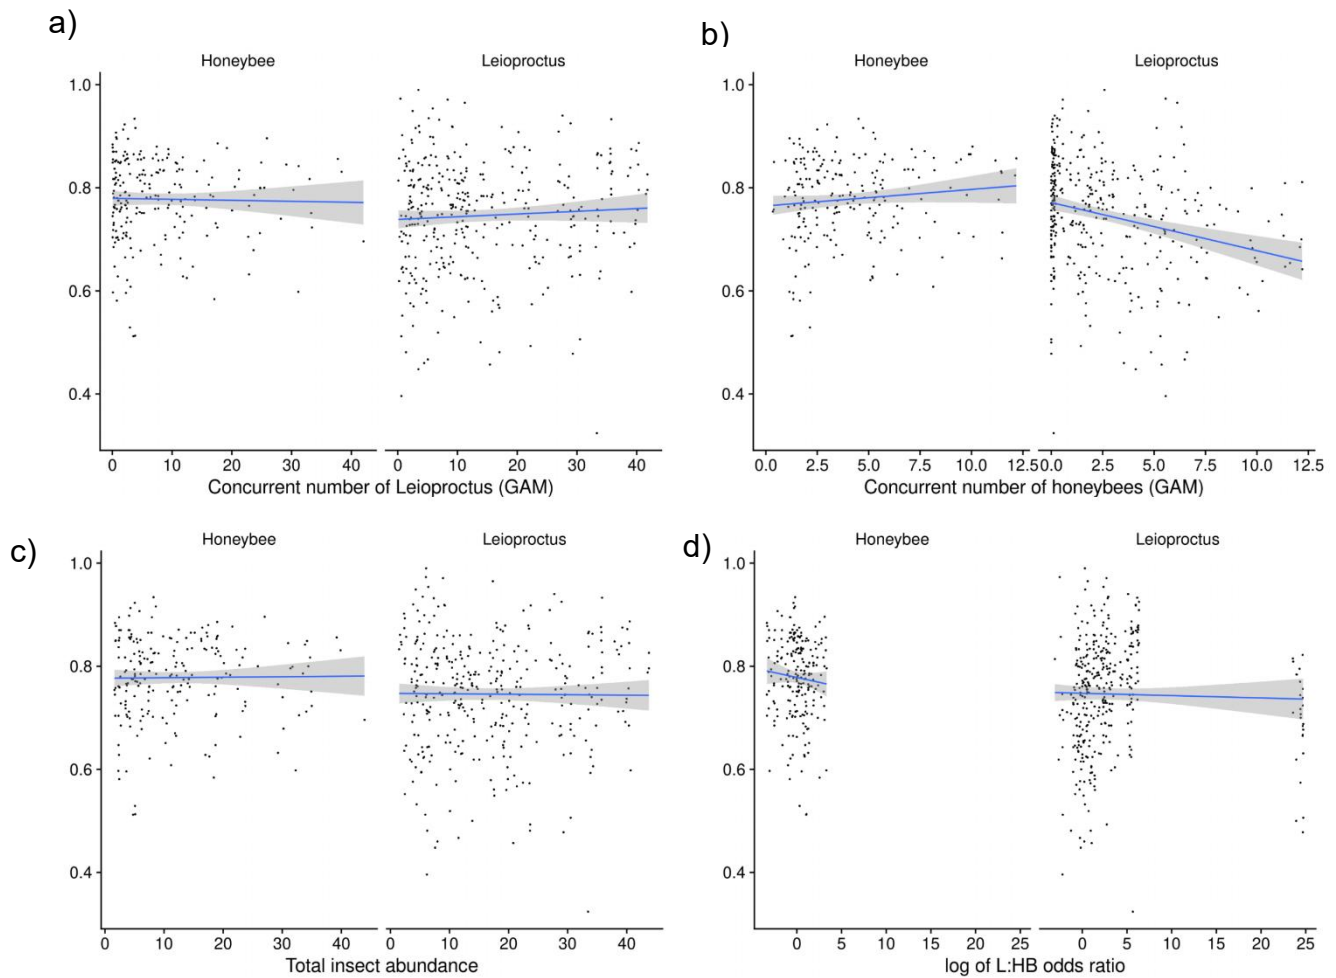 a)
b)
Honeybee Leioproctus
Honeybee Leioproctus
1.0
0.8
0.6
0.4
1.0
0.8
0.6
0.4
0 10 20 30 40 0 10 20 30 40
0.0 2.5 5.0 7.5 10.0 12.50.0 2.5 5.0 7.5 10.0 12.5
Concurrent number of Leioproctus (GAM)
Concurrent number of honeybees (GAM)
c)
d)
Honeybee Leioproctus
Honeybee Leioproctus
1.0
0.8
0.6
0.4
1.0
0.8
0.6
0.4
0 10 20 30 40 0 10 20 30 40
0 5 10 15 20 25 0 5 10 15 20 25
Total insect abundance
log of L:HB odds ratio